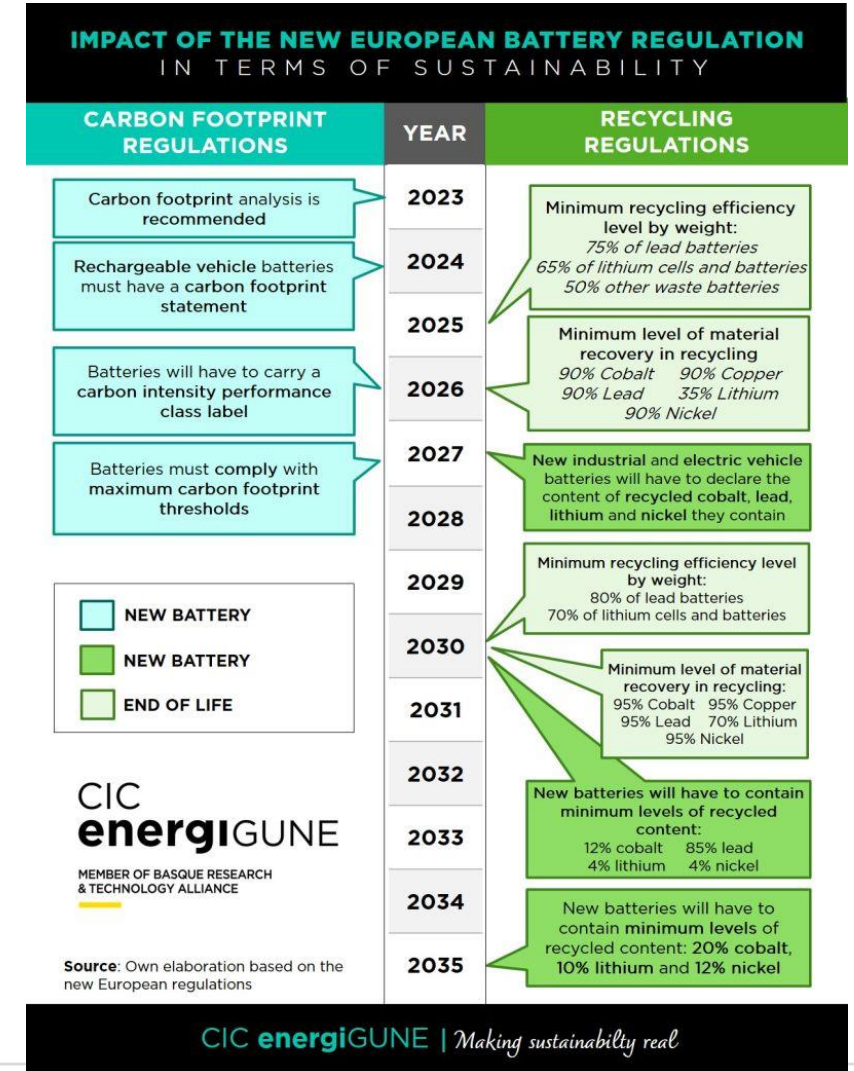 IMPACT OF THE NEW EUROPEAN BATTERY REGULATION
IN TERMS OF SUSTAINABILITY
CARBON FOOTPRINT
REGULATIONS
YEAR
RECYCLING
REGULATIONS
Carbon footprint analysis is
recommended
Rechargeable vehicle batteries
must have a carbon footprint
statement
Batteries will have to carry a
carbon intensity performance
class label
Batteries must comply with
maximum carbon footprint
thresholds
NEW BATTERY
NEW BATTERY
END OF LIFE
CIC
energiGUNE
MEMBER OF BASQUE RESEARCH
& TECHNOLOGY ALLIANCE
Source: Own elaboration based on the
new European regulations
2023
2024
2025
2026
2027
2028
2029
2030
2031
2032
2033
2034
2035
Minimum recycling efficiency
level by weight:
75% of lead batteries
65% of lithium cells and batteries
50% other waste batteries
Minimum level of material
recovery in recycling
90% Cobalt 90% Copper
90% Lead 35% Lithium
90% Nickel
New industrial and electric vehicle
batteries will have to declare the
content of recycled cobalt, lead,
lithium and nickel they contain
Minimum recycling efficiency level
by weight:
80% of lead batteries
70% of lithium cells and batteries
Minimum level of material
recovery in recycling:
95% Cobalt 95% Copper
95% Lead 70% Lithium
95% Nickel
New batteries will have to contain
minimum levels of recycled
content:
12% cobalt 85% lead
4% lithium 4% nickel
New batteries will have to
contain minimum levels of
recycled content: 20% cobalt,
10% lithium and 12% nickel
CIC energiGUNE | Making sustainabilty real